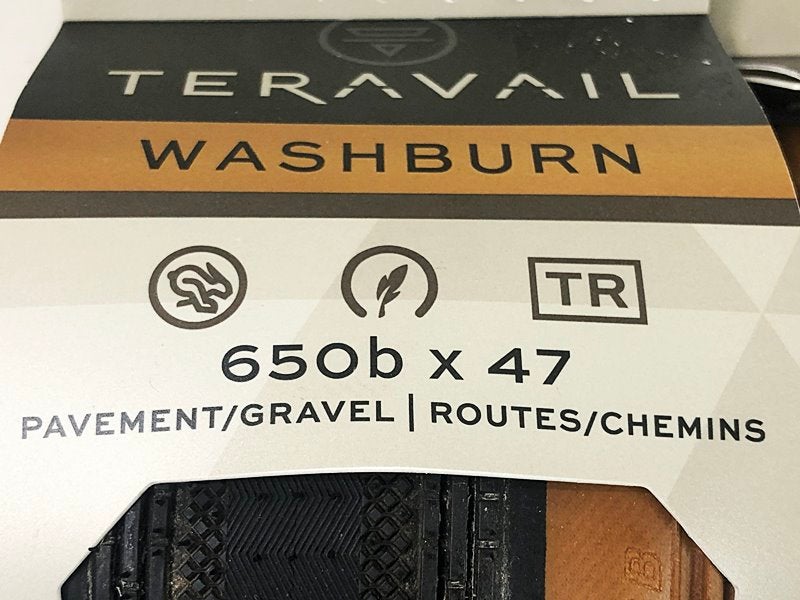 TERAVAIL
WASHBURN
TR
650b x 47
PAVEMENT/GRAVEL | ROUTES/CHEMINS